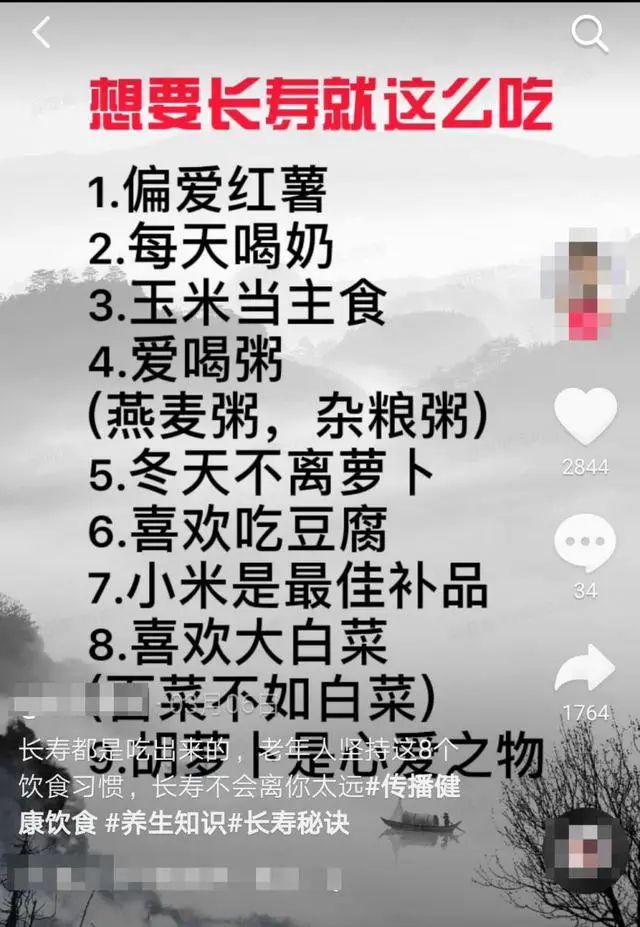 想要长寿就这么吃
1.偏爱红薯
2.每天喝奶
3.玉米当主食
4.爱喝粥
(燕麦粥，杂粮粥)
5.冬天不离萝卜
6.喜欢吃豆腐
7.小米是最佳补品
8.喜欢大白菜
(百菜不如白菜)
9.胡萝卜是心爱之物
2844
34
1764
长寿都是吃出来的，老年人坚持这8个
饮食习惯，长寿不会离你太远#传播健
康饮食 #养生知识#长寿秘诀